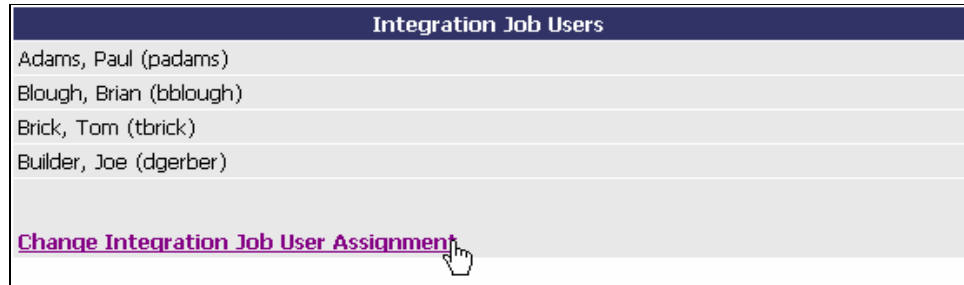 Integration Job Users
Adams, Paul (padams)
Blough, Brian (bblough)
Brick, Tom (tbrick)
Builder, Joe (dgerber)
Change Integration Job User Assignment